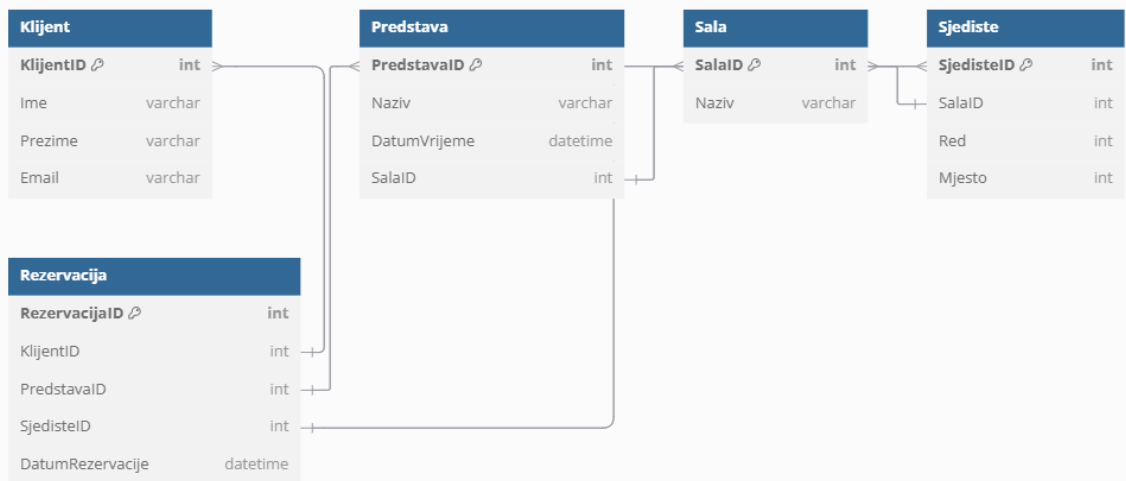 Klijent
KlijentID int
Ime varchar
Prezime varchar
Email varchar
Predstava
PredstavaID int
Naziv varchar
DatumVrijeme datetime
SalaID int
Sala
SalaID int
Naziv varchar
Sjediste
SjedisteID int
SalaID int
Red int
Mjesto int
Rezervacija
RezervacijaID int
KlijentID int
PredstavaID int
SjedisteID int
DatumRezervacije datetime